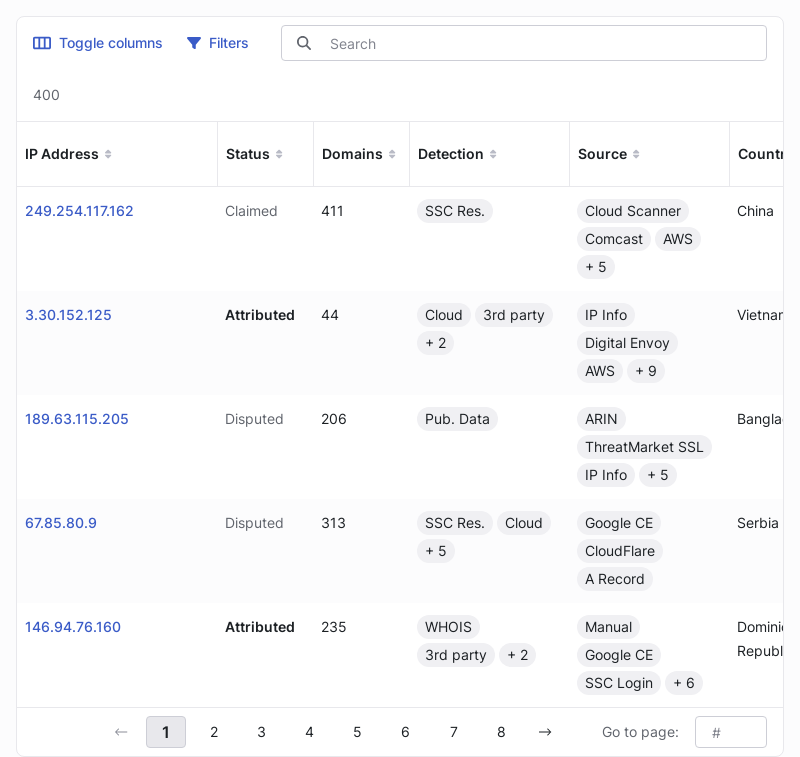 Toggle columns Filters Search
400
IP Address Status Domains Detection Source Countr
249.254.117.162 Claimed 411 SSC Res. Cloud Scanner China
Comcast AWS
+ 5
3.30.152.125 Attributed 44 Cloud 3rd party IP Info Vietnar
+ 2 Digital Envoy
AWS + 9
189.63.115.205 Disputed 206 Pub. Data ARIN Bangla
ThreatMarket SSL
IP Info + 5
67.85.80.9 Disputed 313 SSC Res. Cloud Google CE Serbia
+ 5 CloudFlare
A Record
146.94.76.160 Attributed 235 WHOIS Manual Domini
3rd party + 2 Google CE Republ
SSC Login + 6
← 1 2 3 4 5 6 7 8 → Go to page: #